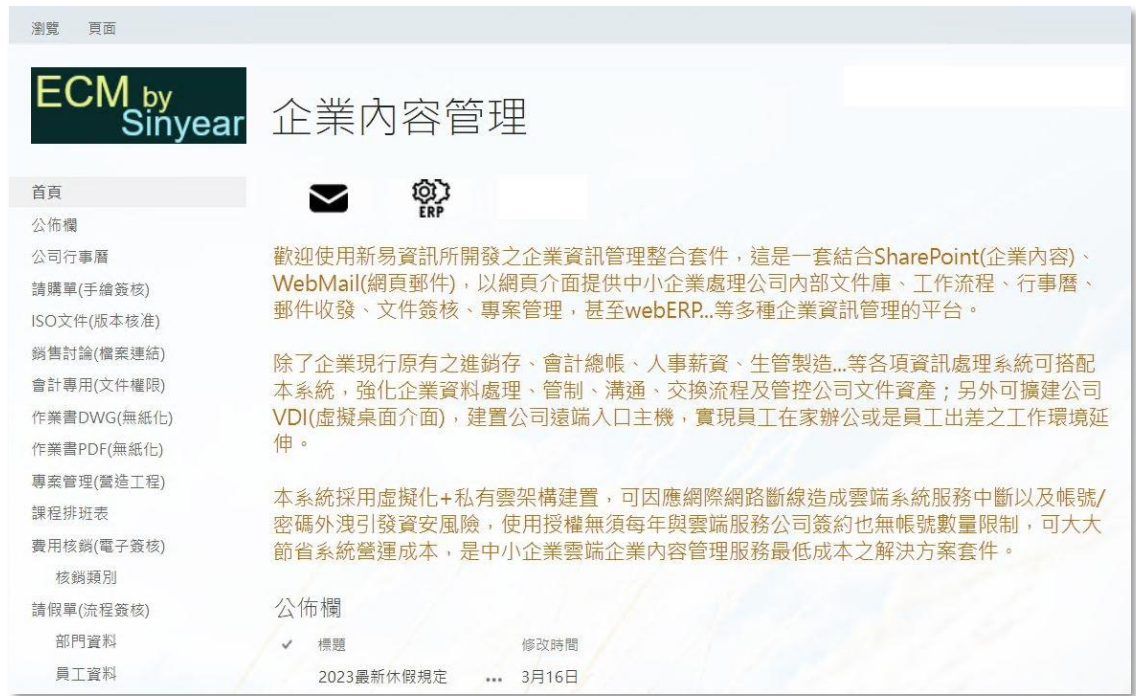 瀏覽 頁面
ECM by
Sinyear
企業內容管理
ERP
首頁
公佈欄
公司行事曆
請購單(手繪簽核)
ISO文件(版本核准)
銷售討論(檔案連結)
會計專用(文件權限)
作業書DWG(無紙化)
作業書PDF(無紙化)
專案管理(營造工程)
課程排班表
費用核銷(電子簽核)
核銷類別
請假單(流程簽核)
部門資料
員工資料
歡迎使用新易資訊所開發之企業資訊管理整合套件，這是一套結合SharePoint(企業內容)、
WebMail(網頁郵件)，以網頁介面提供中小企業處理公司內部文件庫、工作流程、行事曆、
郵件收發、文件簽核、專案管理，甚至webERP...等多種企業資訊管理的平台。
除了企業現行原有之進銷存、會計總帳、人事薪資、生管製造...等各項資訊處理系統可搭配
本系統，強化企業資料處理、管制、溝通、交換流程及管控公司文件資產；另外可擴建公司
VDI(虛擬桌面介面)，建置公司遠端入口主機，實現員工在家辦公或是員工出差之工作環境延
伸。
本系統採用虛擬化+私有雲架構建置，可因應網際網路斷線造成雲端系統服務中斷以及帳號/
密碼外洩引發資安風險，使用授權無須每年與雲端服務公司簽約也無帳號數量限制，可大大
節省系統營運成本，是中小企業雲端企業內容管理服務最低成本之解決方案套件。
公佈欄
✓ 標題 修改時間
2023最新休假規定 ... 3月16日